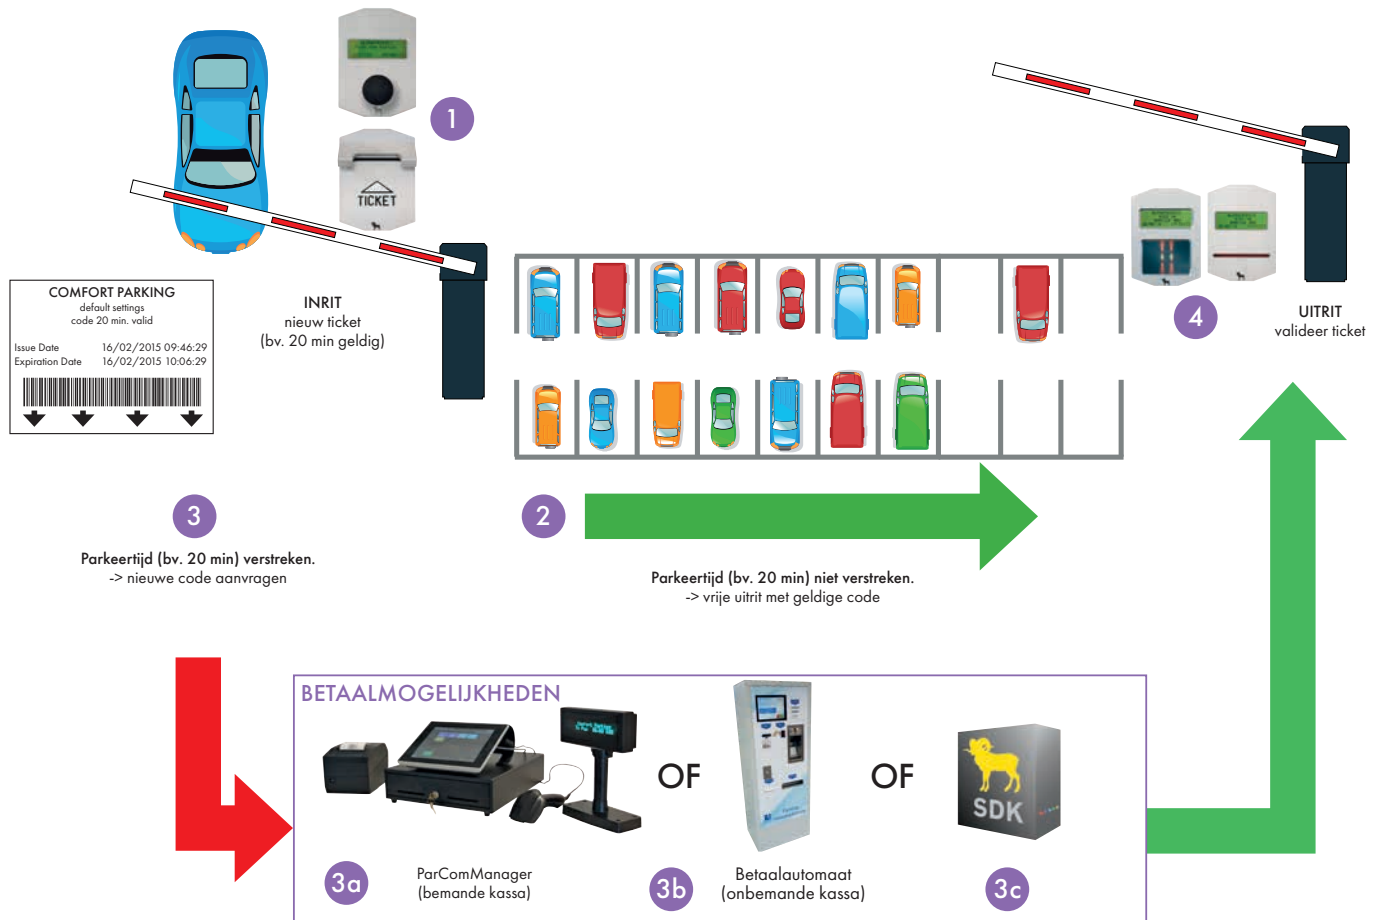 1
TICKET
COMFORT PARKING
default settings
code 20 min. valid
Issue Date 16/02/2015 09:46:29
Expiration Date 16/02/2015 10:06:29
INRIT
nieuw ticket
(bv. 20 min geldig)
4
UITRIT
valideer ticket
3
Parkeertijd (bv. 20 min) verstreken.
-> nieuwe code aanvragen
2
Parkeertijd (bv. 20 min) niet verstreken.
-> vrije uitrit met geldige code
BETAALMOGELIJKHEDEN
OF
OF
SDK
3a
ParComManager
(bemande kassa)
3b
Betaalautomaat
(onbemande kassa)
3c